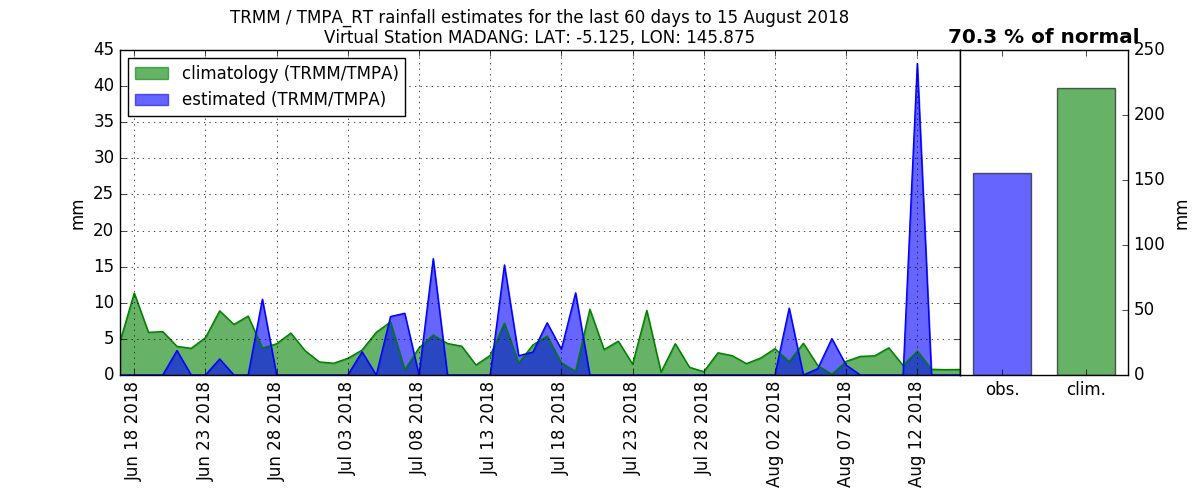 TRMM / TMPA_RT rainfall estimates for the last 60 days to 15 August 2018
Virtual Station MADANG: LAT: -5.125, LON: 145.875
70.3 % of normal
climatology (TRMM/TMPA)
estimated (TRMM/TMPA)
45
40
35
30
25
20
15
10
5
0
mm
Jun 18 2018
Jun 23 2018
Jun 28 2018
Jul 03 2018
Jul 08 2018
Jul 13 2018
Jul 18 2018
Jul 23 2018
Jul 28 2018
Aug 02 2018
Aug 07 2018
Aug 12 2018
obs.
clim.
250
200
150
100
50
0
mm